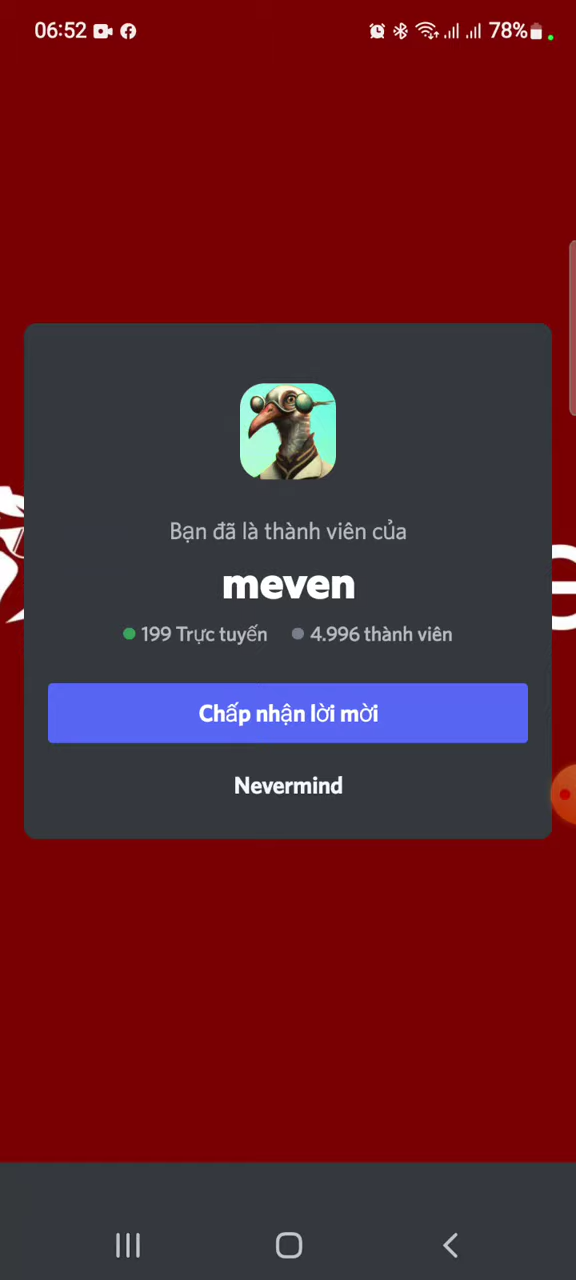 06:52
78%
Bạn đã là thành viên của
meven
199 Trực tuyến 4.996 thành viên
Chấp nhận lời mời
Nevermind